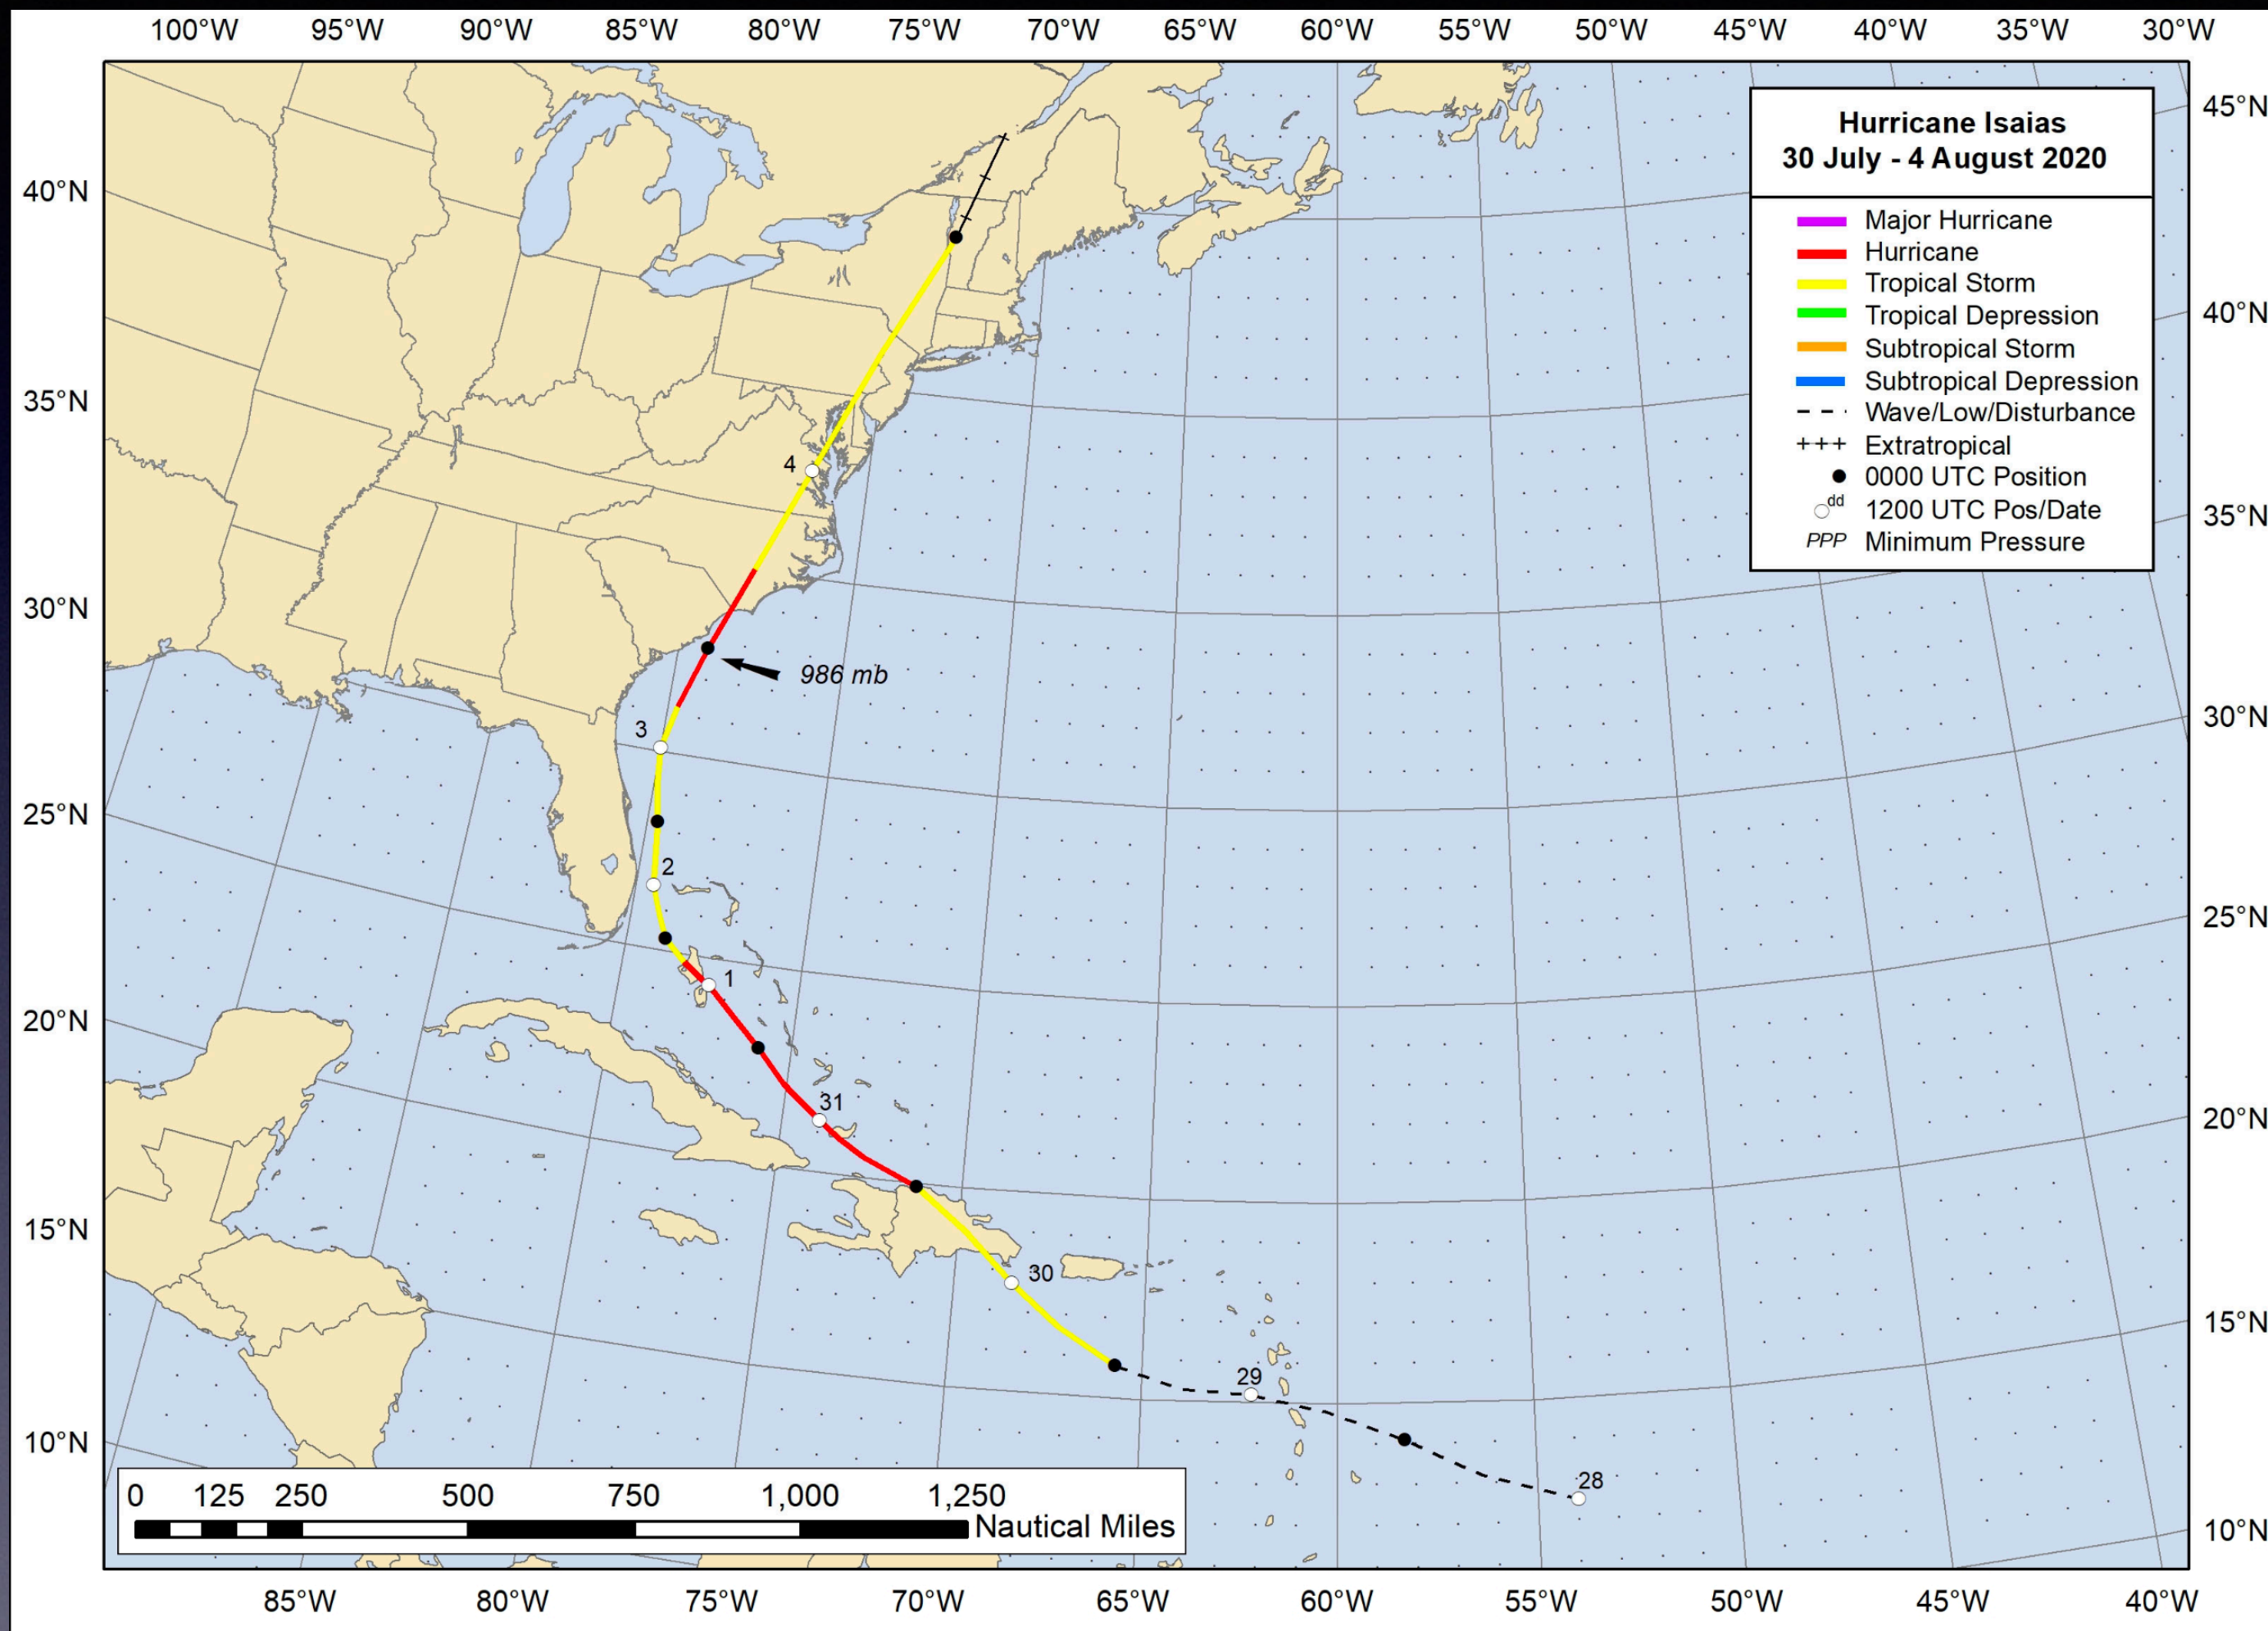 100°W 95°W 90°W 85°W 80°W 75°W 70°W 65°W 60°W 55°W 50°W 45°W 40°W 35°W 30°W
45°N
Hurricane Isaias
30 July - 4 August 2020
40°N
Major Hurricane
Hurricane
Tropical Storm
40°N
Tropical Depression
Subtropical Storm
Subtropical Depression
35°N
Wave/Low/Disturbance
+++ Extratropical
4
0000 UTC Position
dd 1200 UTC Pos/Date
35°N
PPP Minimum Pressure
30°N
986 mb
30°N
3
25°N
2
25°N
1
20°N
31
20°N
15°N
30
15°N
29
10°N
28
0 125 250 500 750 1,000 1,250
Nautical Miles
10°N
85°W 80°W 75°W 70°W 65°W 60°W 55°W 50°W 45°W 40°W